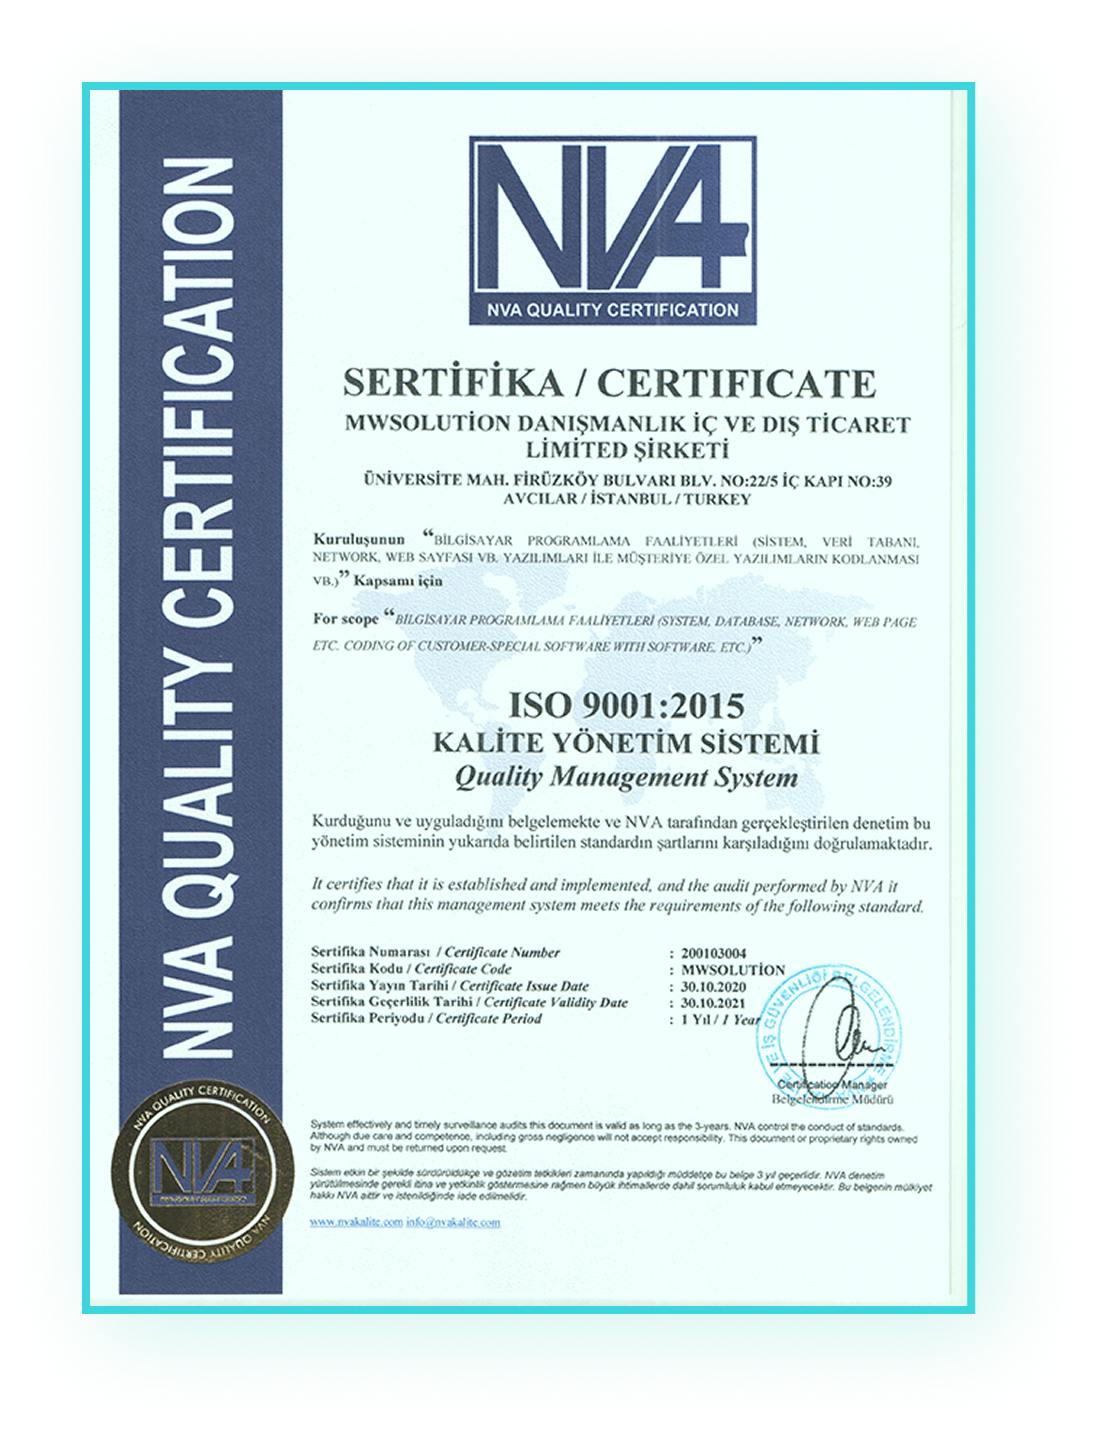 NVA QUALITY CERTIFICATION
NVA
NVA QUALITY CERTIFICATION
SERTİFİKA / CERTIFICATE
MWSOLUTİON DANIŞMANLIK İÇ VE DIŞ TİCARET
LİMİTED ŞİRKETİ
ÜNİVERSİTE MAH. FİRÜZKÖY BULVARI BLV. NO:22/5 İÇ KAPI NO:39
AVCILAR / İSTANBUL / TURKEY
Kuruluşunun “BİLGİSAYAR PROGRAMLAMA FAALİYETLERİ (SİSTEM, VERİ TABANI,
NETWORK, WEB SAYFASI VB. YAZILIMLARI İLE MÜŞTERİYE ÖZEL YAZILIMLARIN KODLANMASI
VB.)” Kapsamı için
For scope “BİLGİSAYAR PROGRAMLAMA FAALİYETLERİ (SYSTEM, DATABASE, NETWORK, WEB PAGE
ETC. CODING OF CUSTOMER-SPECIAL SOFTWARE WITH SOFTWARE, ETC.)”
ISO 9001:2015
KALİTE YÖNETİM SİSTEMİ
Quality Management System
Kurduğunu ve uyguladığını belgelemekte ve NVA tarafından gerçekleştirilen denetim bu
yönetim sisteminin yukarıda belirtilen standardın şartlarını karşıladığını doğrulamaktadır.
It certifies that it is established and implemented, and the audit performed by NVA it
confirms that this management system meets the requirements of the following standard.
Sertifika Numarası / Certificate Number : 200103004
Sertifika Kodu / Certificate Code : MWSOLUTİON
Sertifika Yayın Tarihi / Certificate Issue Date : 30.10.2020
Sertifika Geçerlilik Tarihi / Certificate Validity Date : 30.10.2021
Sertifika Periyodu / Certificate Period : 1 Yıl / 1 Year
İŞ GÜVENLİĞİ BELGELENDİRME
Certification Manager
Belgelendirme Müdürü
System effectively and timely surveillance audits this document is valid as long as the 3-years. NVA control the conduct of standards.
Although due care and competence, including gross negligence will not accept responsibility. This document or proprietary rights owned
by NVA and must be returned upon request.
Sistem etkin bir şekilde sürdürüldükçe ve gözetim tetkikleri zamanında yapıldığı müddetçe bu belge 3 yıl geçerlidir. NVA denetim
yürütülmesinde gerekli itina ve yetkinlik göstermesine rağmen büyük ihtimallerde dahil sorumluluk kabul etmeyecektir. Bu belgenin mülkiyet
hakkı NVA aittir ve istenildiğinde iade edilmelidir.
www.nvakalite.com info@nvakalite.com
NVA QUALITY CERTIFICATION
NVA
NVA QUALITY CERTIFICATION